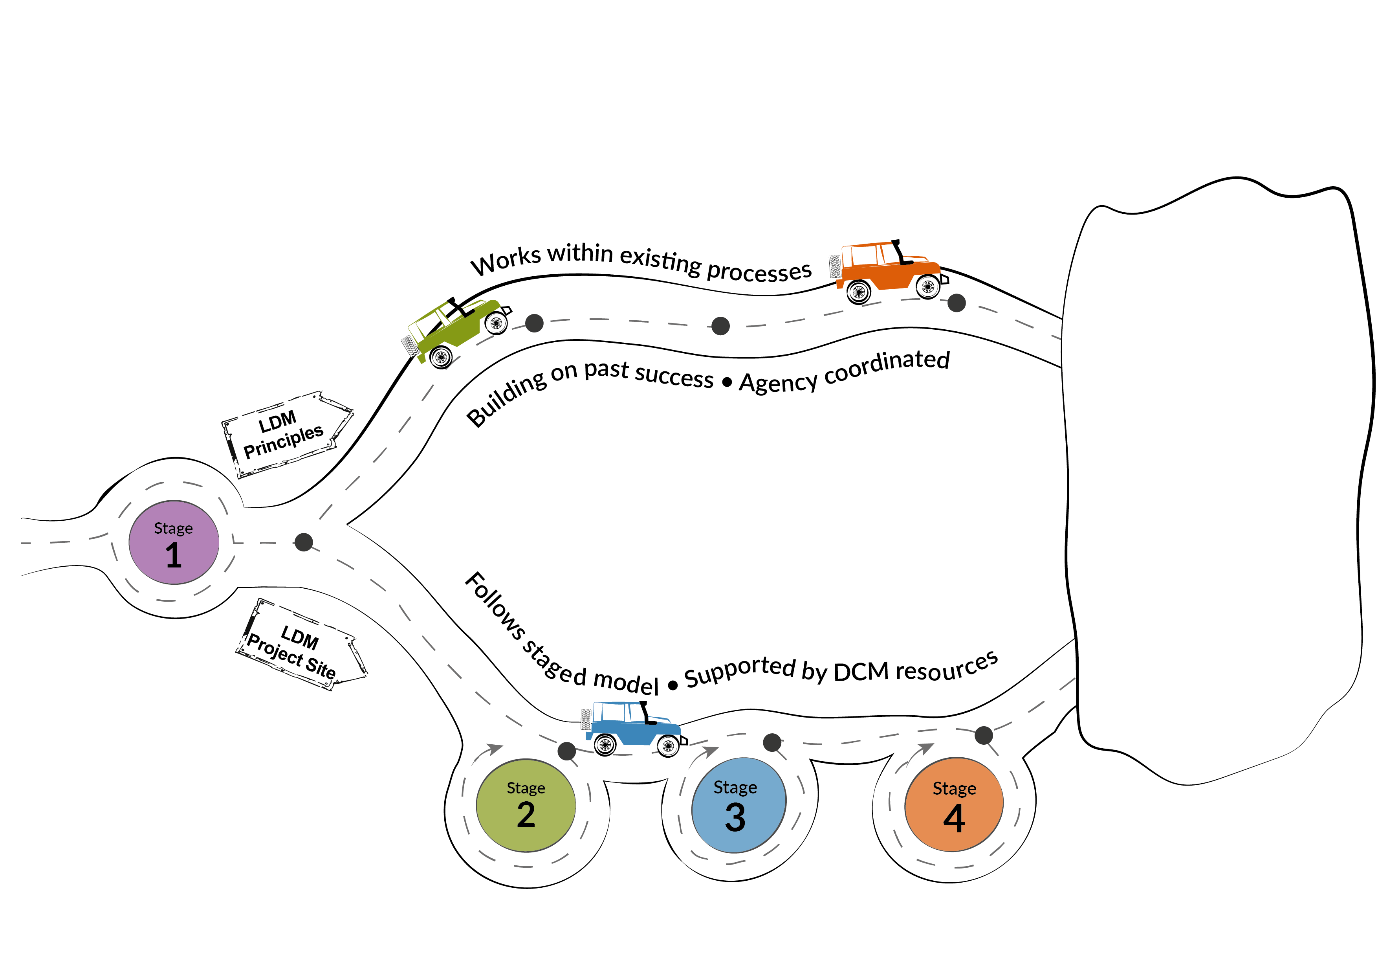 Works within existing processes
Building on past success • Agency coordinated
LDM
Principles
Stage
1
LDM
Project Site
Follows staged model • Supported by DCM resources
Stage
2
Stage
3
Stage
4